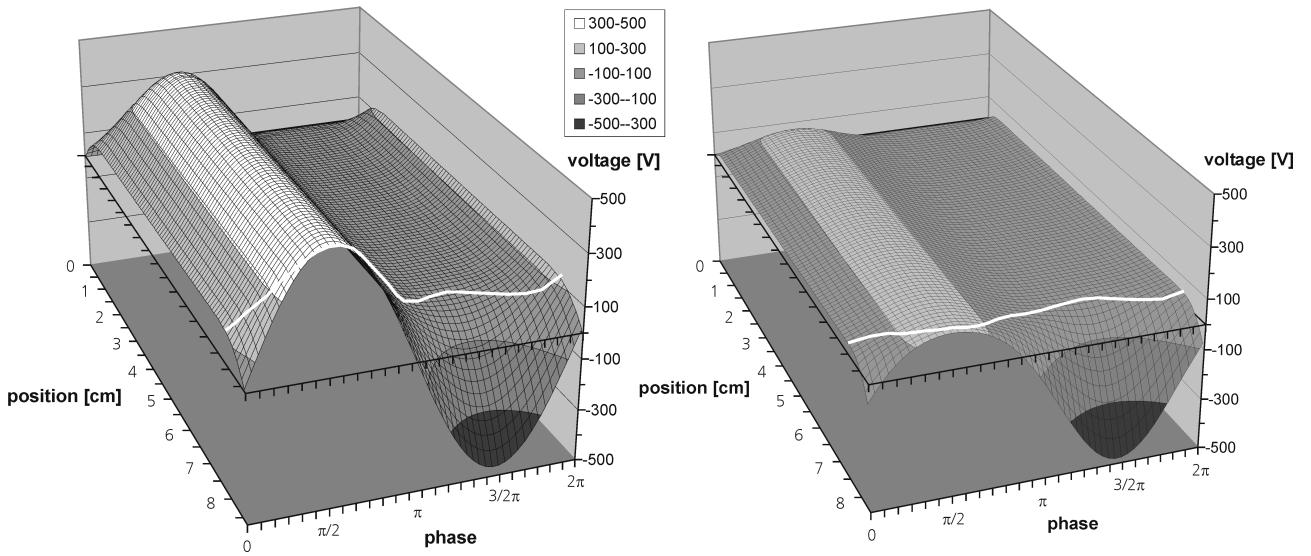 300-500
100-300
-100-100
-300--100
-500--300
voltage [V]
500
300
100
-100
-300
-500
0
1
2
3
4
5
6
7
8
position [cm]
0
π/2
π
3/2π
2π
phase
voltage [V]
500
300
100
-100
-300
-500
0
1
2
3
4
5
6
7
8
position [cm]
0
π/2
π
3/2π
2π
phase